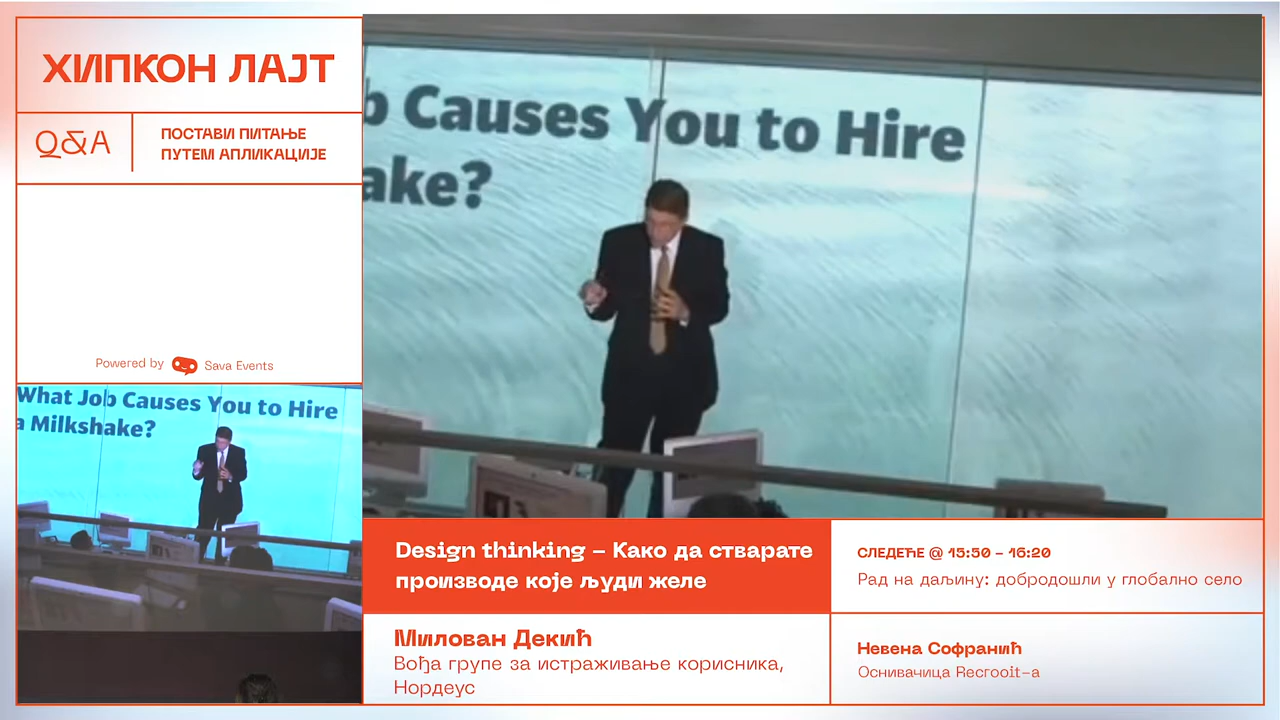 ХИПКОН ЛАЈТ
Q&A
ПОСТАВИ ПИТАЊЕ
ПУТЕМ АПЛИКАЦИЈЕ
Powered by Sava Events
What Job Causes You to Hire
a Milkshake?
b Causes You to Hire
ake?
Design thinking – Како да стварате
производе које људи желе
Милован Декић
Вођа групе за истраживање корисника,
Нордеус
СЛЕДЕЋЕ @ 15:50 – 16:20
Рад на даљину: добродошли у глобално село
Невена Софранић
Оснивачица Recrooit-а